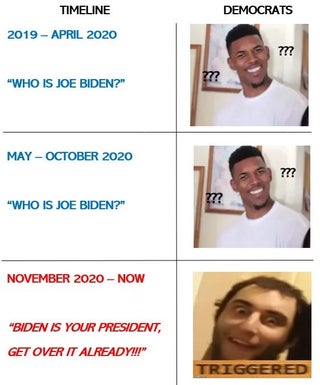 TIMELINE
DEMOCRATS
2019 – APRIL 2020
???
???
"WHO IS JOE BIDEN?"
MAY – OCTOBER 2020
???
???
"WHO IS JOE BIDEN?"
NOVEMBER 2020 – NOW
"BIDEN IS YOUR PRESIDENT,
GET OVER IT ALREADY!!!"
TRIGGERED